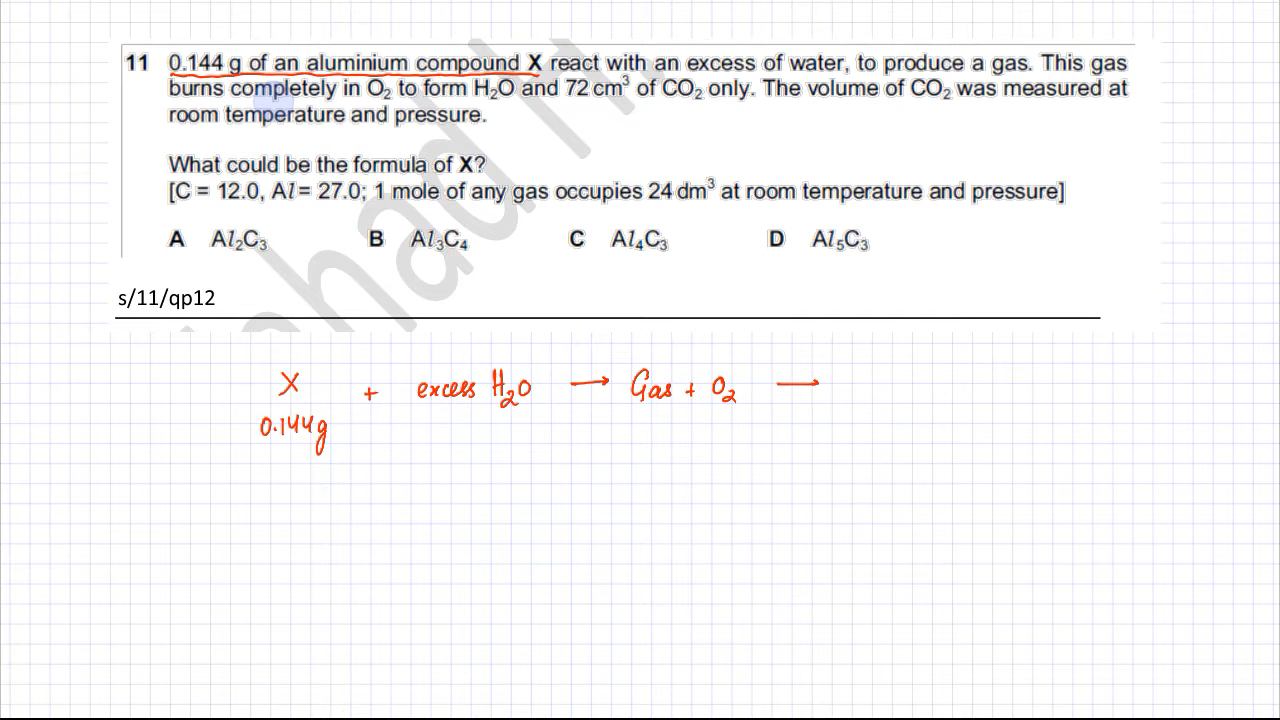 11 0.144 g of an aluminium compound X react with an excess of water, to produce a gas. This gas
burns completely in O₂ to form H₂O and 72 cm³ of CO₂ only. The volume of CO₂ was measured at
room temperature and pressure.
What could be the formula of X?
[C = 12.0, Al = 27.0; 1 mole of any gas occupies 24 dm³ at room temperature and pressure]
A Al₂C₃ B Al₃C₄ C Al₄C₃ D Al₅C₃
s/11/qp12
X + excess H₂O → Gas + O₂ →
0.144g